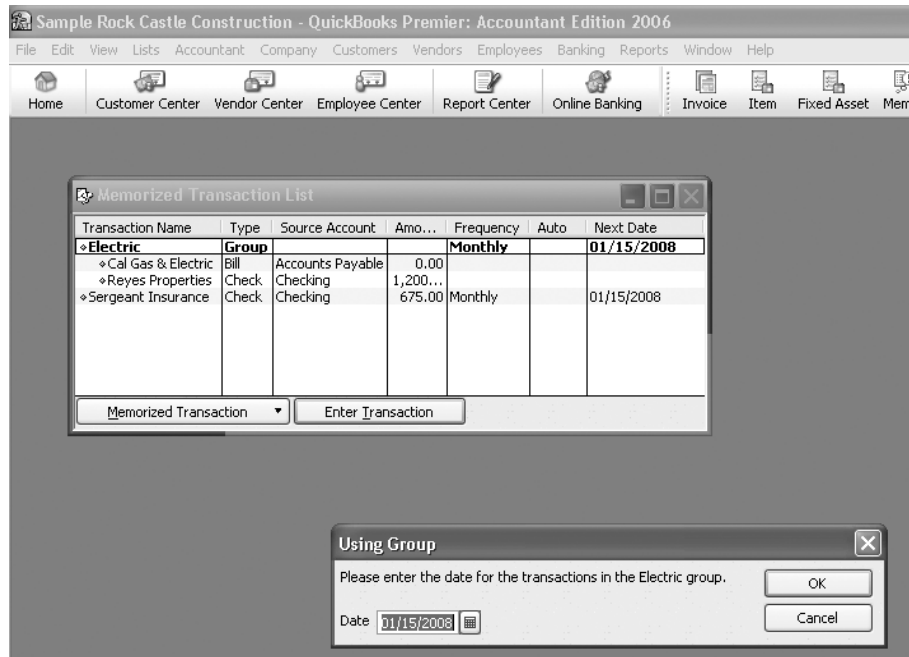 Sample Rock Castle Construction - QuickBooks Premier: Accountant Edition 2006
File Edit View Lists Accountant Company Customers Vendors Employees Banking Reports Window Help
Home Customer Center Vendor Center Employee Center Report Center Online Banking Invoice Item Fixed Asset Mem
Memorized Transaction List
Transaction Name Type Source Account Amo... Frequency Auto Next Date
Electric Group Monthly 01/15/2008
Cal Gas & Electric Bill Accounts Payable 0.00
Reyes Properties Check Checking 1,200...
Sergeant Insurance Check Checking 675.00 Monthly 01/15/2008
Memorized Transaction Enter Transaction
Using Group
Please enter the date for the transactions in the Electric group.
OK
Date 01/15/2008
Cancel